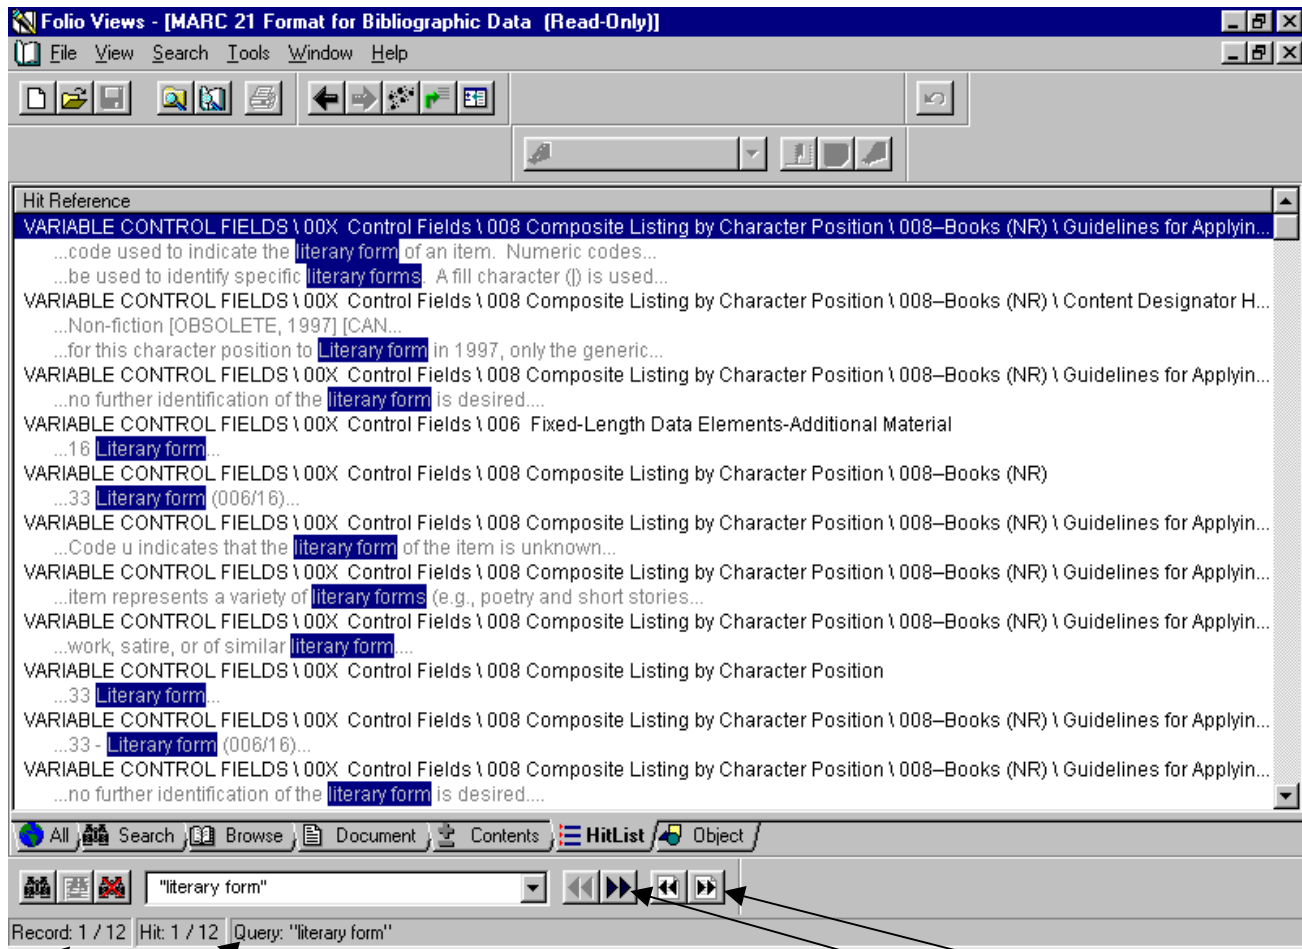 Folio Views - [MARC 21 Format for Bibliographic Data (Read-Only)]
File View Search Tools Window Help
Hit Reference
VARIABLE CONTROL FIELDS \ 00X Control Fields \ 008 Composite Listing by Character Position \ 008–Books (NR) \ Guidelines for Applyin...
...code used to indicate the literary form of an item. Numeric codes...
...be used to identify specific literary forms. A fill character (|) is used...
VARIABLE CONTROL FIELDS \ 00X Control Fields \ 008 Composite Listing by Character Position \ 008–Books (NR) \ Content Designator H...
...Non-fiction [OBSOLETE, 1997] [CAN...
...for this character position to Literary form in 1997, only the generic...
VARIABLE CONTROL FIELDS \ 00X Control Fields \ 008 Composite Listing by Character Position \ 008–Books (NR) \ Guidelines for Applyin...
...no further identification of the literary form is desired....
VARIABLE CONTROL FIELDS \ 00X Control Fields \ 006 Fixed-Length Data Elements-Additional Material
...16 Literary form...
VARIABLE CONTROL FIELDS \ 00X Control Fields \ 008 Composite Listing by Character Position \ 008–Books (NR)
...33 Literary form (006/16)...
VARIABLE CONTROL FIELDS \ 00X Control Fields \ 008 Composite Listing by Character Position \ 008–Books (NR) \ Guidelines for Applyin...
...Code u indicates that the literary form of the item is unknown...
VARIABLE CONTROL FIELDS \ 00X Control Fields \ 008 Composite Listing by Character Position \ 008–Books (NR) \ Guidelines for Applyin...
...item represents a variety of literary forms (e.g., poetry and short stories...
VARIABLE CONTROL FIELDS \ 00X Control Fields \ 008 Composite Listing by Character Position \ 008–Books (NR) \ Guidelines for Applyin...
...work, satire, or of similar literary form....
VARIABLE CONTROL FIELDS \ 00X Control Fields \ 008 Composite Listing by Character Position
...33 Literary form...
VARIABLE CONTROL FIELDS \ 00X Control Fields \ 008 Composite Listing by Character Position \ 008–Books (NR) \ Guidelines for Applyin...
...33 - Literary form (006/16)...
VARIABLE CONTROL FIELDS \ 00X Control Fields \ 008 Composite Listing by Character Position \ 008–Books (NR) \ Guidelines for Applyin...
...no further identification of the literary form is desired....
All Search Browse Document Contents HitList Object
"literary form"
Record: 1 / 12 Hit: 1 / 12 Query: "literary form"